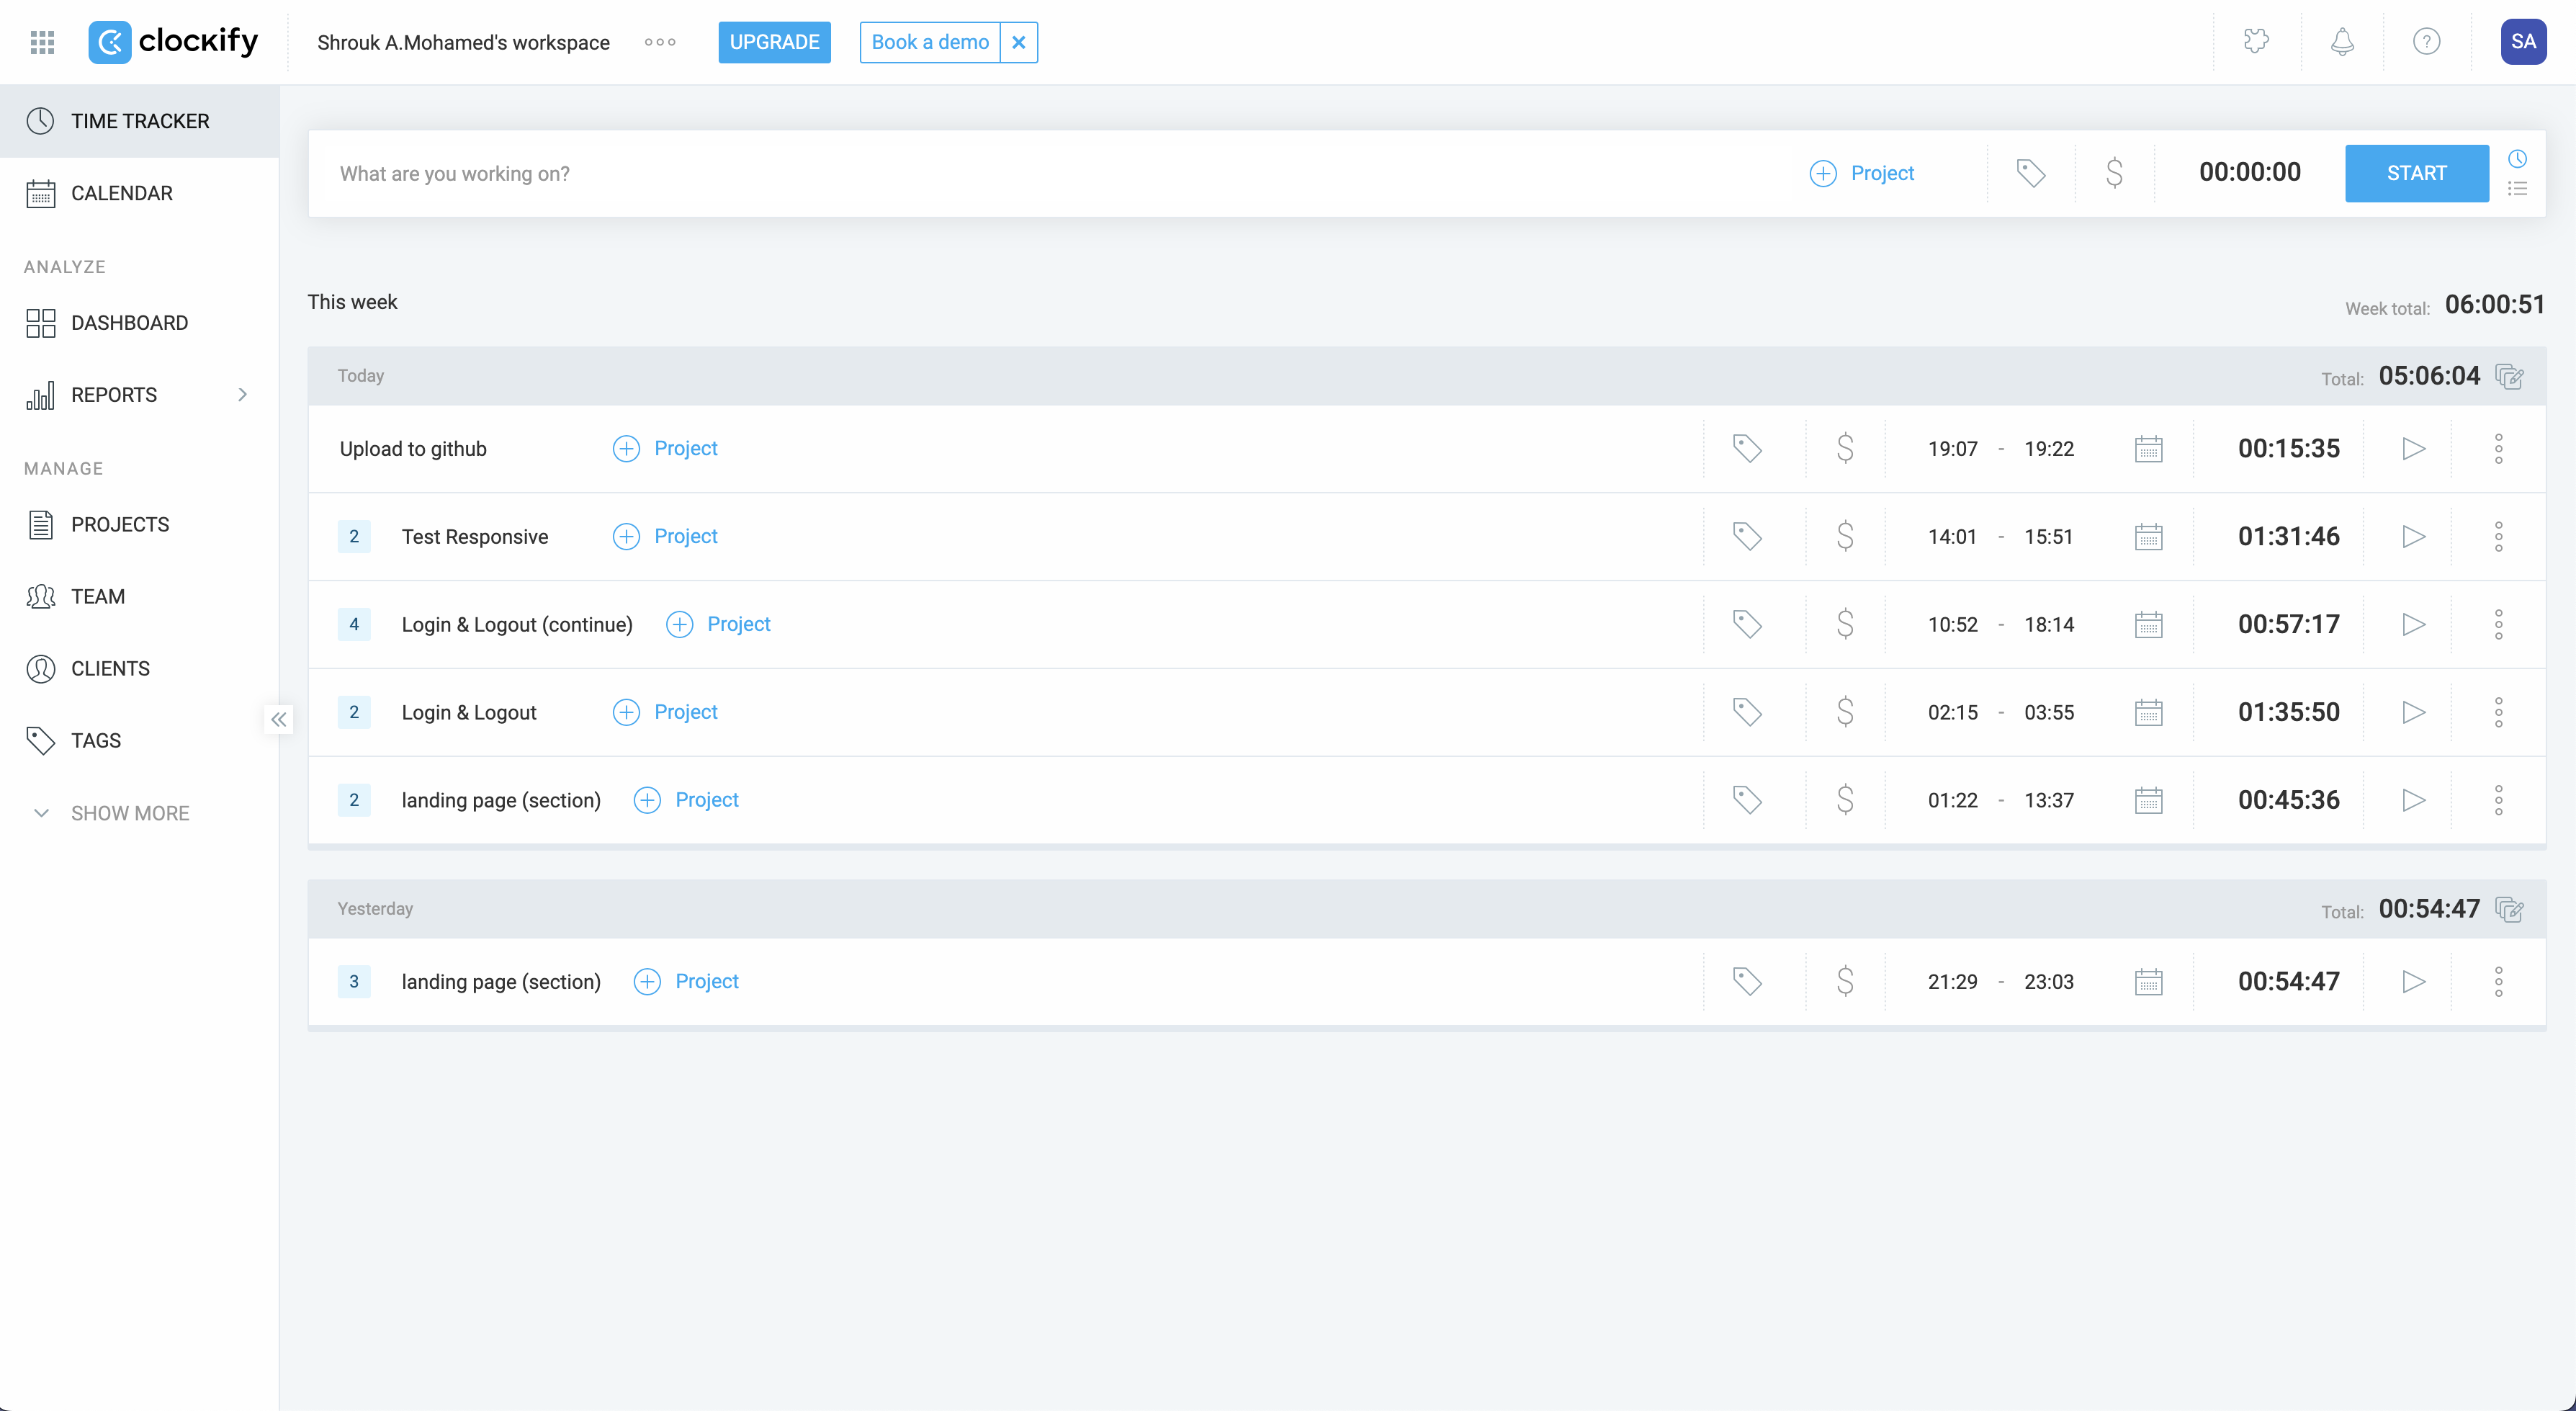 clockify
Shrouk A.Mohamed's workspace
UPGRADE
Book a demo
?
SA
TIME TRACKER
CALENDAR
ANALYZE
DASHBOARD
REPORTS
MANAGE
PROJECTS
TEAM
CLIENTS
TAGS
SHOW MORE
What are you working on?
Project
$
00:00:00
START
This week
Week total: 06:00:51
Today
Total: 05:06:04
Upload to github Project $ 19:07 - 19:22 00:15:35
2 Test Responsive Project $ 14:01 - 15:51 01:31:46
4 Login & Logout (continue) Project $ 10:52 - 18:14 00:57:17
2 Login & Logout Project $ 02:15 - 03:55 01:35:50
2 landing page (section) Project $ 01:22 - 13:37 00:45:36
Yesterday
Total: 00:54:47
3 landing page (section) Project $ 21:29 - 23:03 00:54:47